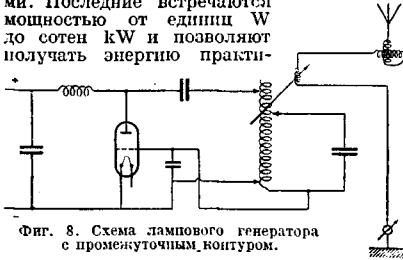 ми. Последние встречаются
мощностью от единиц W
до сотен kW и позволяют
получать энергию практи-
+
−
Фиг. 8. Схема лампового генератора
с промежуточным контуром.